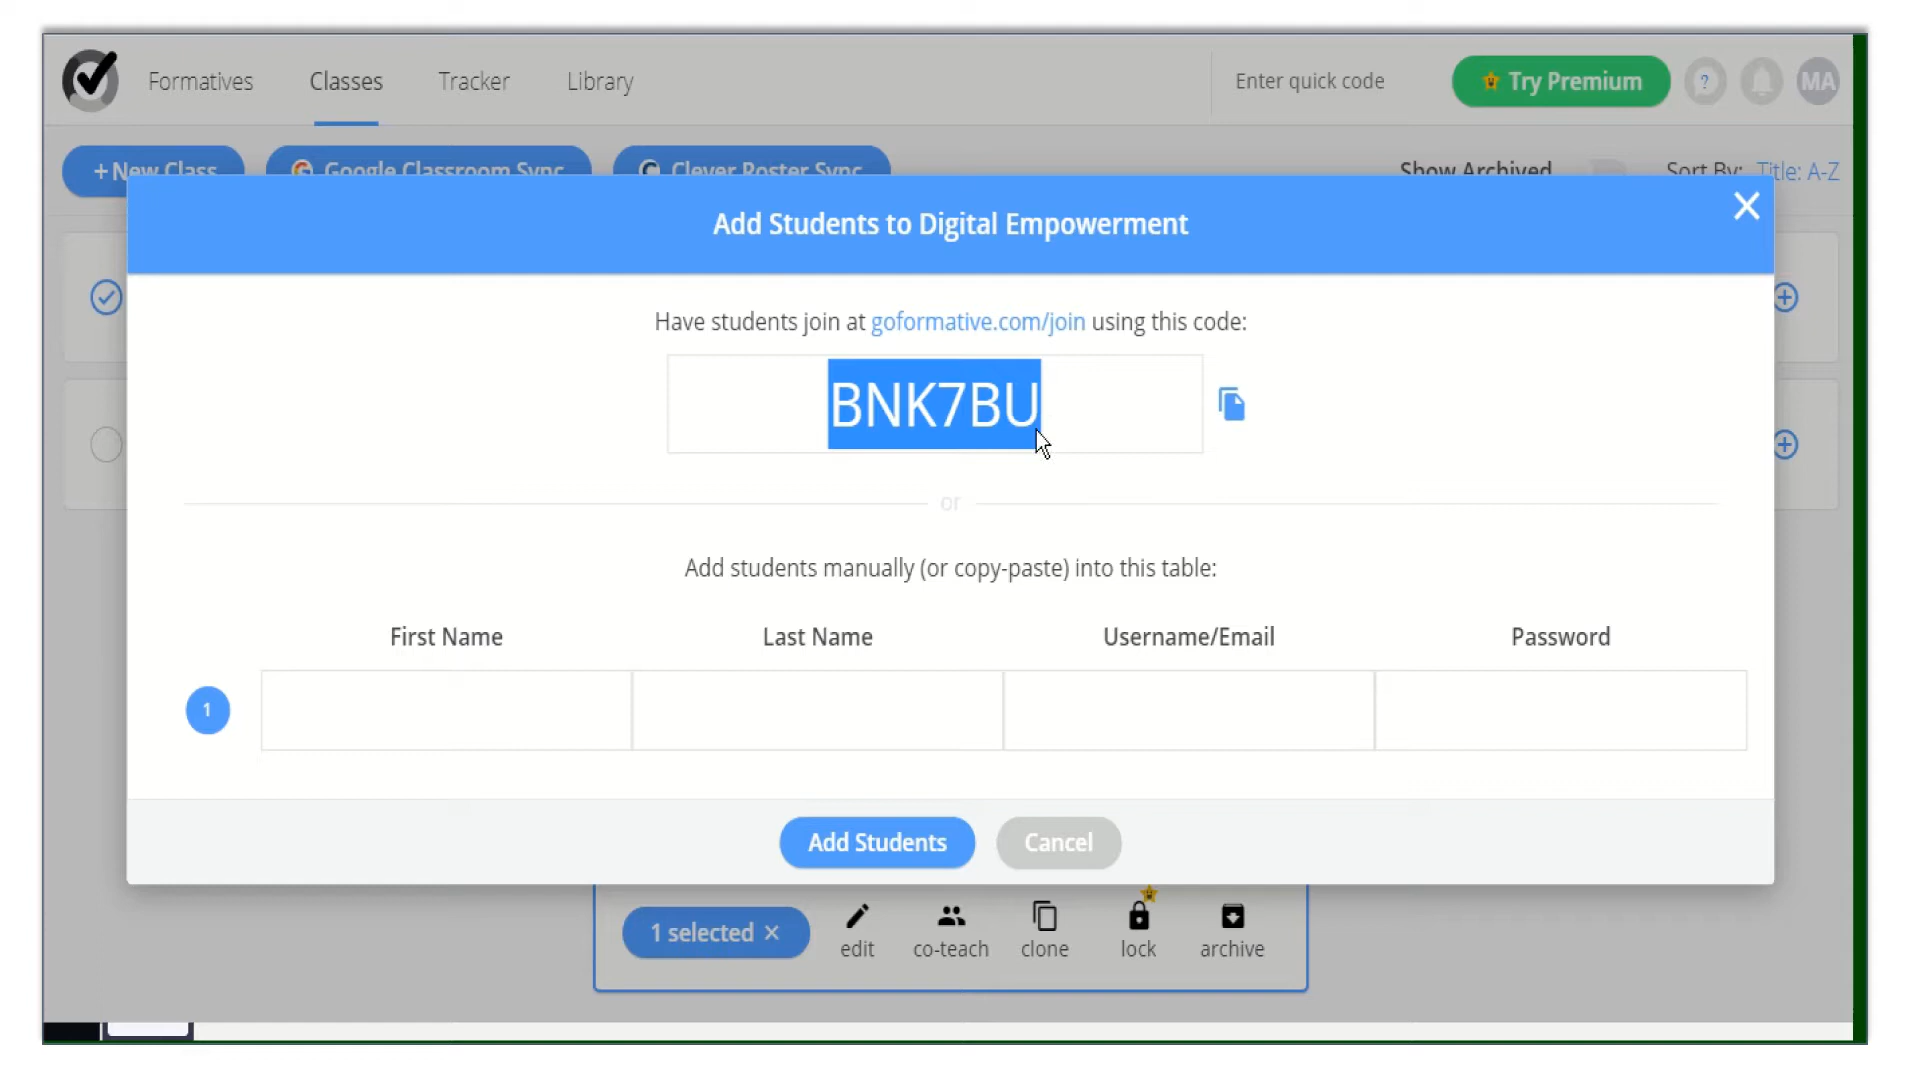 Formatives Classes Tracker Library Enter quick code Try Premium ? MA
+ New Class Google Classroom Sync Clever Roster Sync Show Archived Sort By: Title: A-Z
Add Students to Digital Empowerment
Have students join at goformative.com/join using this code:
BNK7BU
or
Add students manually (or copy-paste) into this table:
First Name Last Name Username/Email Password
1
Add Students Cancel
1 selected × edit co-teach clone lock archive